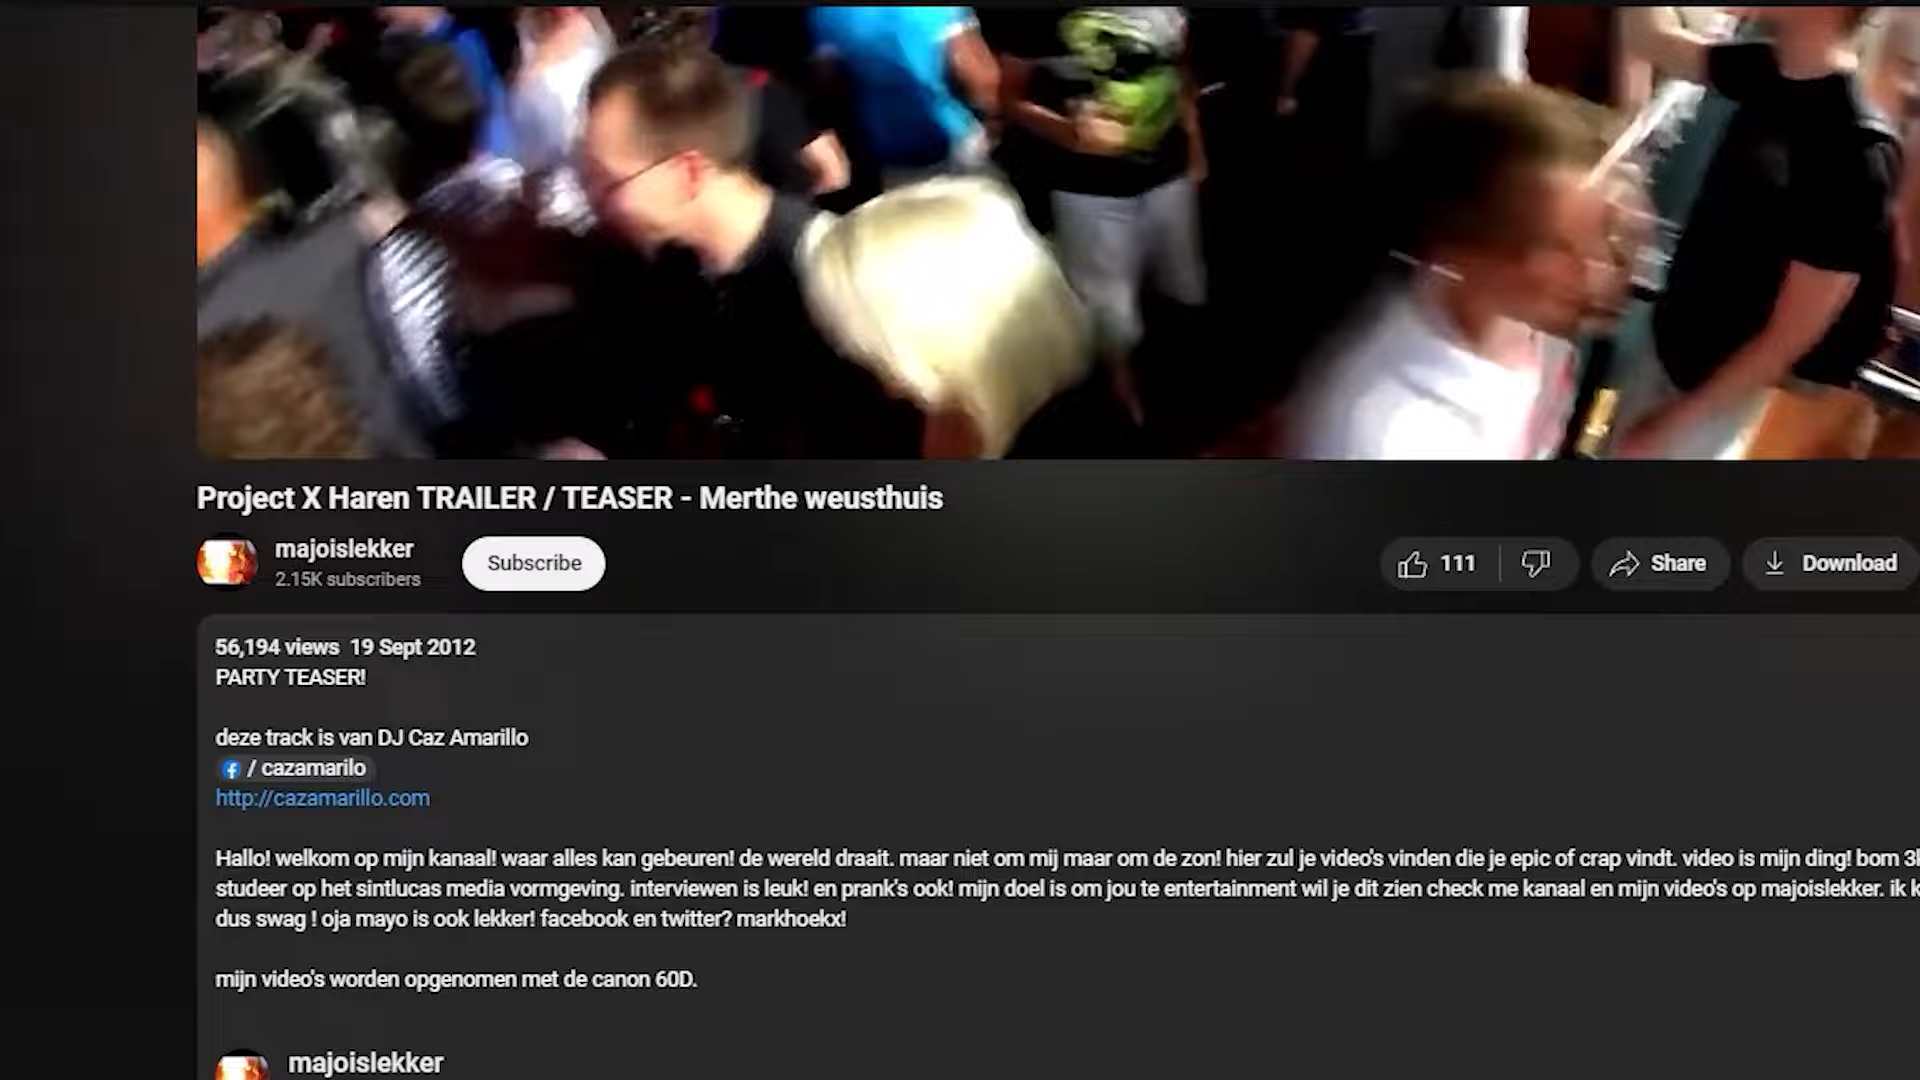 Project X Haren TRAILER / TEASER - Merthe weusthuis
majoislekker
2.15K subscribers
Subscribe
111
Share
Download
56,194 views 19 Sept 2012
PARTY TEASER!
deze track is van DJ Caz Amarillo
/ cazamarilo
http://cazamarillo.com
Hallo! welkom op mijn kanaal! waar alles kan gebeuren! de wereld draait. maar niet om mij maar om de zon! hier zul je video's vinden die je epic of crap vindt. video is mijn ding! bom
studeer op het sintlucas media vormgeving. interviewen is leuk! en prank's ook! mijn doel is om jou te entertainment wil je dit zien check me kanaal en mijn video's op majoislekker. ik
dus swag ! oja mayo is ook lekker! facebook en twitter? markhoekx!
mijn video's worden opgenomen met de canon 60D.
majoislekker